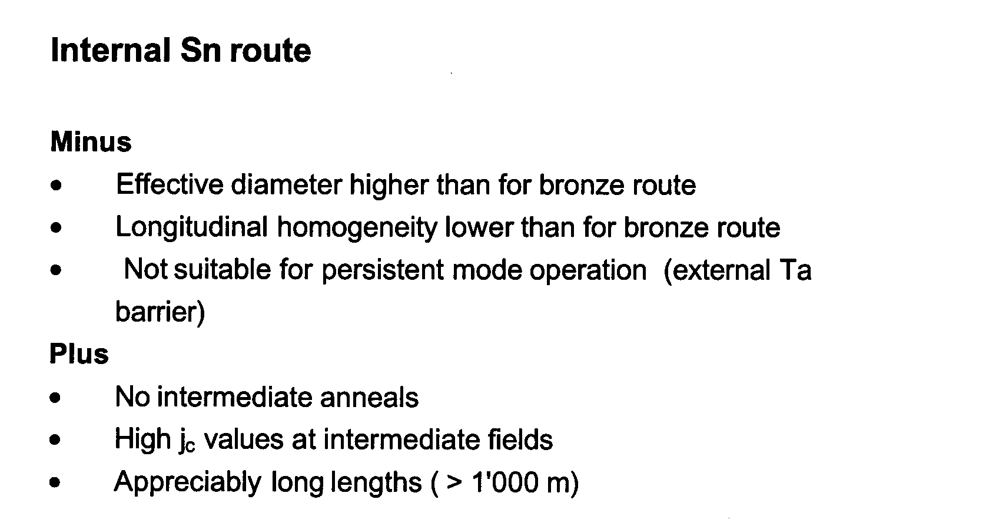 Internal Sn route
Minus
• Effective diameter higher than for bronze route
• Longitudinal homogeneity lower than for bronze route
• Not suitable for persistent mode operation (external Ta
barrier)
Plus
• No intermediate anneals
• High jc values at intermediate fields
• Appreciably long lengths ( > 1'000 m)